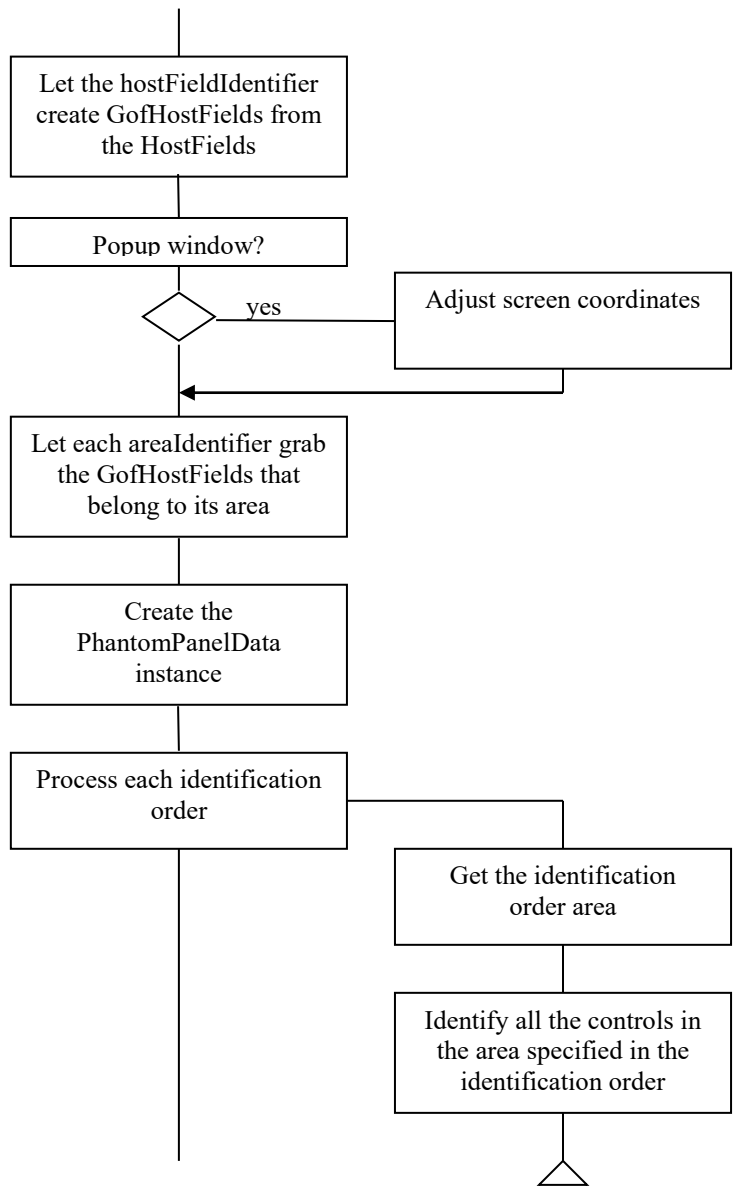 Let the hostFieldIdentifier
create GofHostFields from
the HostFields
Popup window?
yes
Adjust screen coordinates
Let each areaIdentifier grab
the GofHostFields that
belong to its area
Create the
PhantomPanelData
instance
Process each identification
order
Get the identification
order area
Identify all the controls in
the area specified in the
identification order